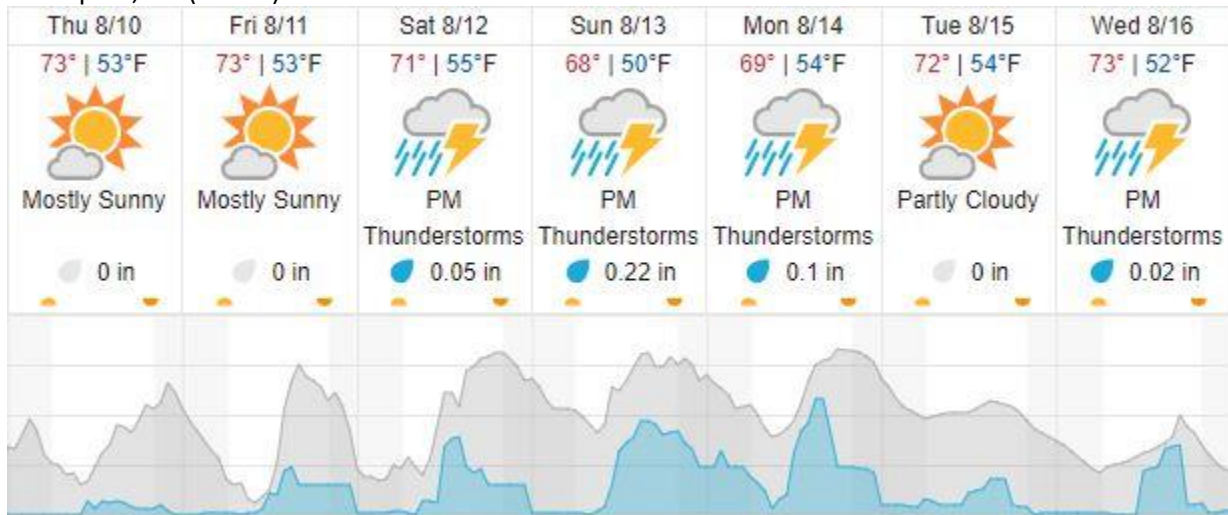 Thu 8/10 Fri 8/11 Sat 8/12 Sun 8/13 Mon 8/14 Tue 8/15 Wed 8/16
73° | 53°F 73° | 53°F 71° | 55°F 68° | 50°F 69° | 54°F 72° | 54°F 73° | 52°F
Mostly Sunny Mostly Sunny PM PM PM Partly Cloudy PM
Thunderstorms Thunderstorms Thunderstorms Thunderstorms
0 in 0 in 0.05 in 0.22 in 0.1 in 0 in 0.02 in